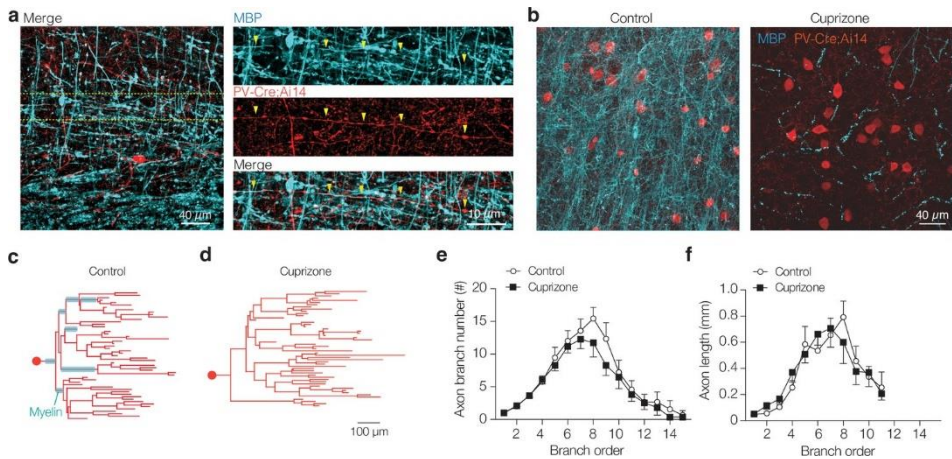 a
Merge
40 µm
MBP
PV-Cre;Ai14
Merge
10 µm
b
Control
Cuprizone
MBP PV-Cre;Ai14
40 µm
c
Control
Myelin
d
Cuprizone
100 µm
e
Control
Cuprizone
Axon branch number (#)
20
15
10
5
0
2 4 6 8 10 12 14
Branch order
f
Control
Cuprizone
Axon length (mm)
1.0
0.8
0.6
0.4
0.2
0
2 4 6 8 10 12 14
Branch order